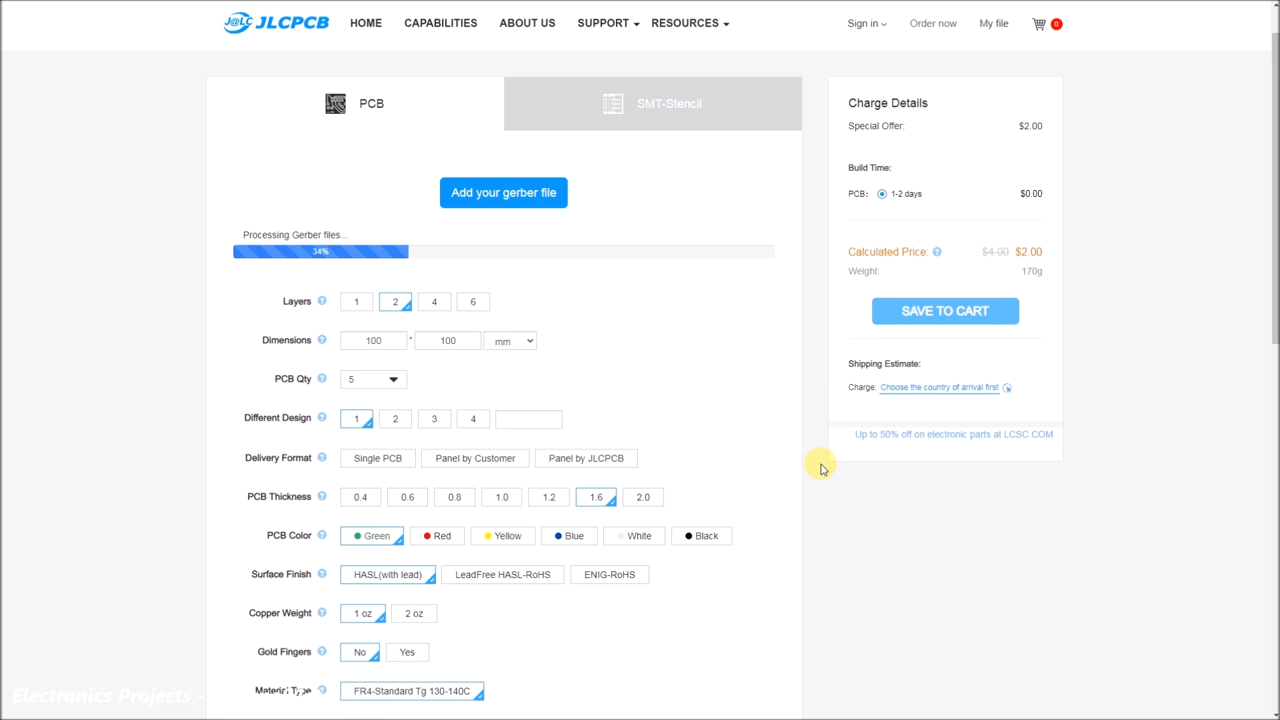 J@LC JLCPCB HOME CAPABILITIES ABOUT US SUPPORT RESOURCES Sign in Order now My file 0
PCB
SMT-Stencil
Add your gerber file
Processing Gerber files...
34%
Layers ? 1 2 4 6
Dimensions ? 100 * 100 mm
PCB Qty ? 5
Different Design ? 1 2 3 4
Delivery Format ? Single PCB Panel by Customer Panel by JLCPCB
PCB Thickness ? 0.4 0.6 0.8 1.0 1.2 1.6 2.0
PCB Color ? Green Red Yellow Blue White Black
Surface Finish ? HASL(with lead) LeadFree HASL-RoHS ENIG-RoHS
Copper Weight ? 1 oz 2 oz
Gold Fingers ? No Yes
Material Type ? FR4-Standard Tg 130-140C
Charge Details
Special Offer: $2.00
Build Time:
PCB: 1-2 days $0.00
Calculated Price: ? $4.00 $2.00
Weight: 170g
SAVE TO CART
Shipping Estimate:
Charge: Choose the country of arrival first
Up to 50% off on electronic parts at LCSC.COM
Electronics Projects -